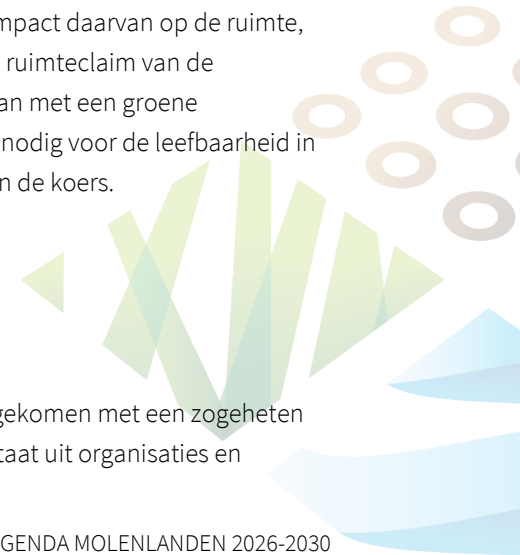 mpact daarvan op de ruimte,
ruimteclaim van de
an met een groene
nodig voor de leefbaarheid in
n de koers.
gekomen met een zogeheten
taat uit organisaties en
GENDA MOLENLANDEN 2026-2030